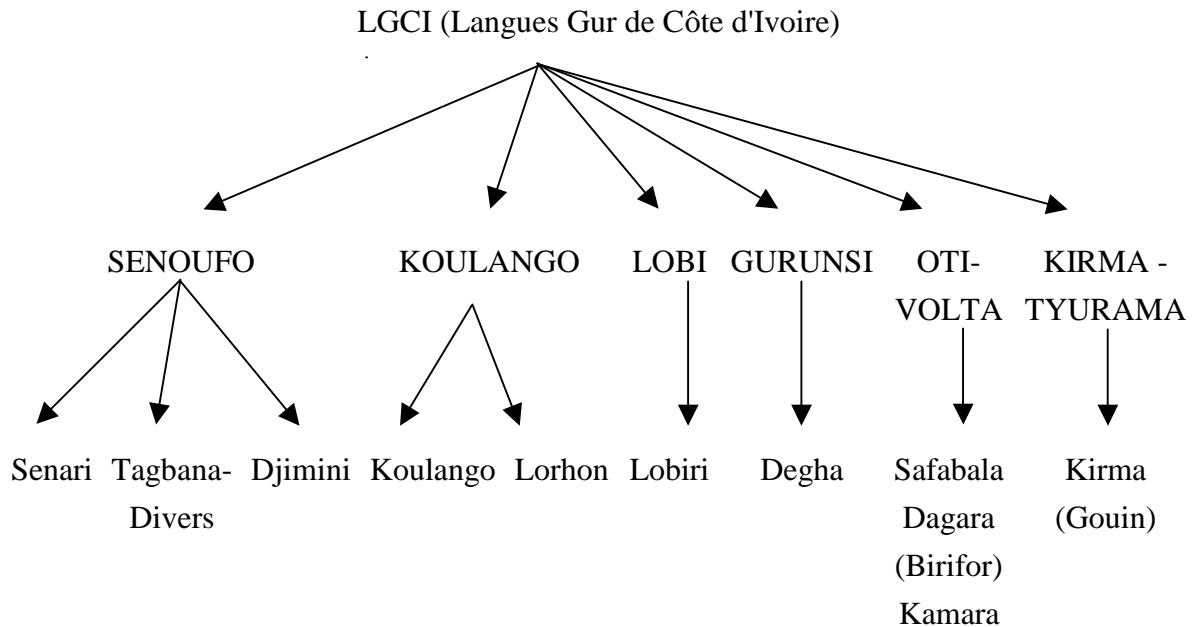 LGCI (Langues Gur de Côte d'Ivoire)
SENOUFO KOULANGO LOBI GURUNSI OTI- KIRMA -
VOLTA TYURAMA
Senari Tagbana- Djimini Koulango Lorhon Lobiri Degha Safabala Kirma
Divers Dagara (Gouin)
(Birifor)
Kamara